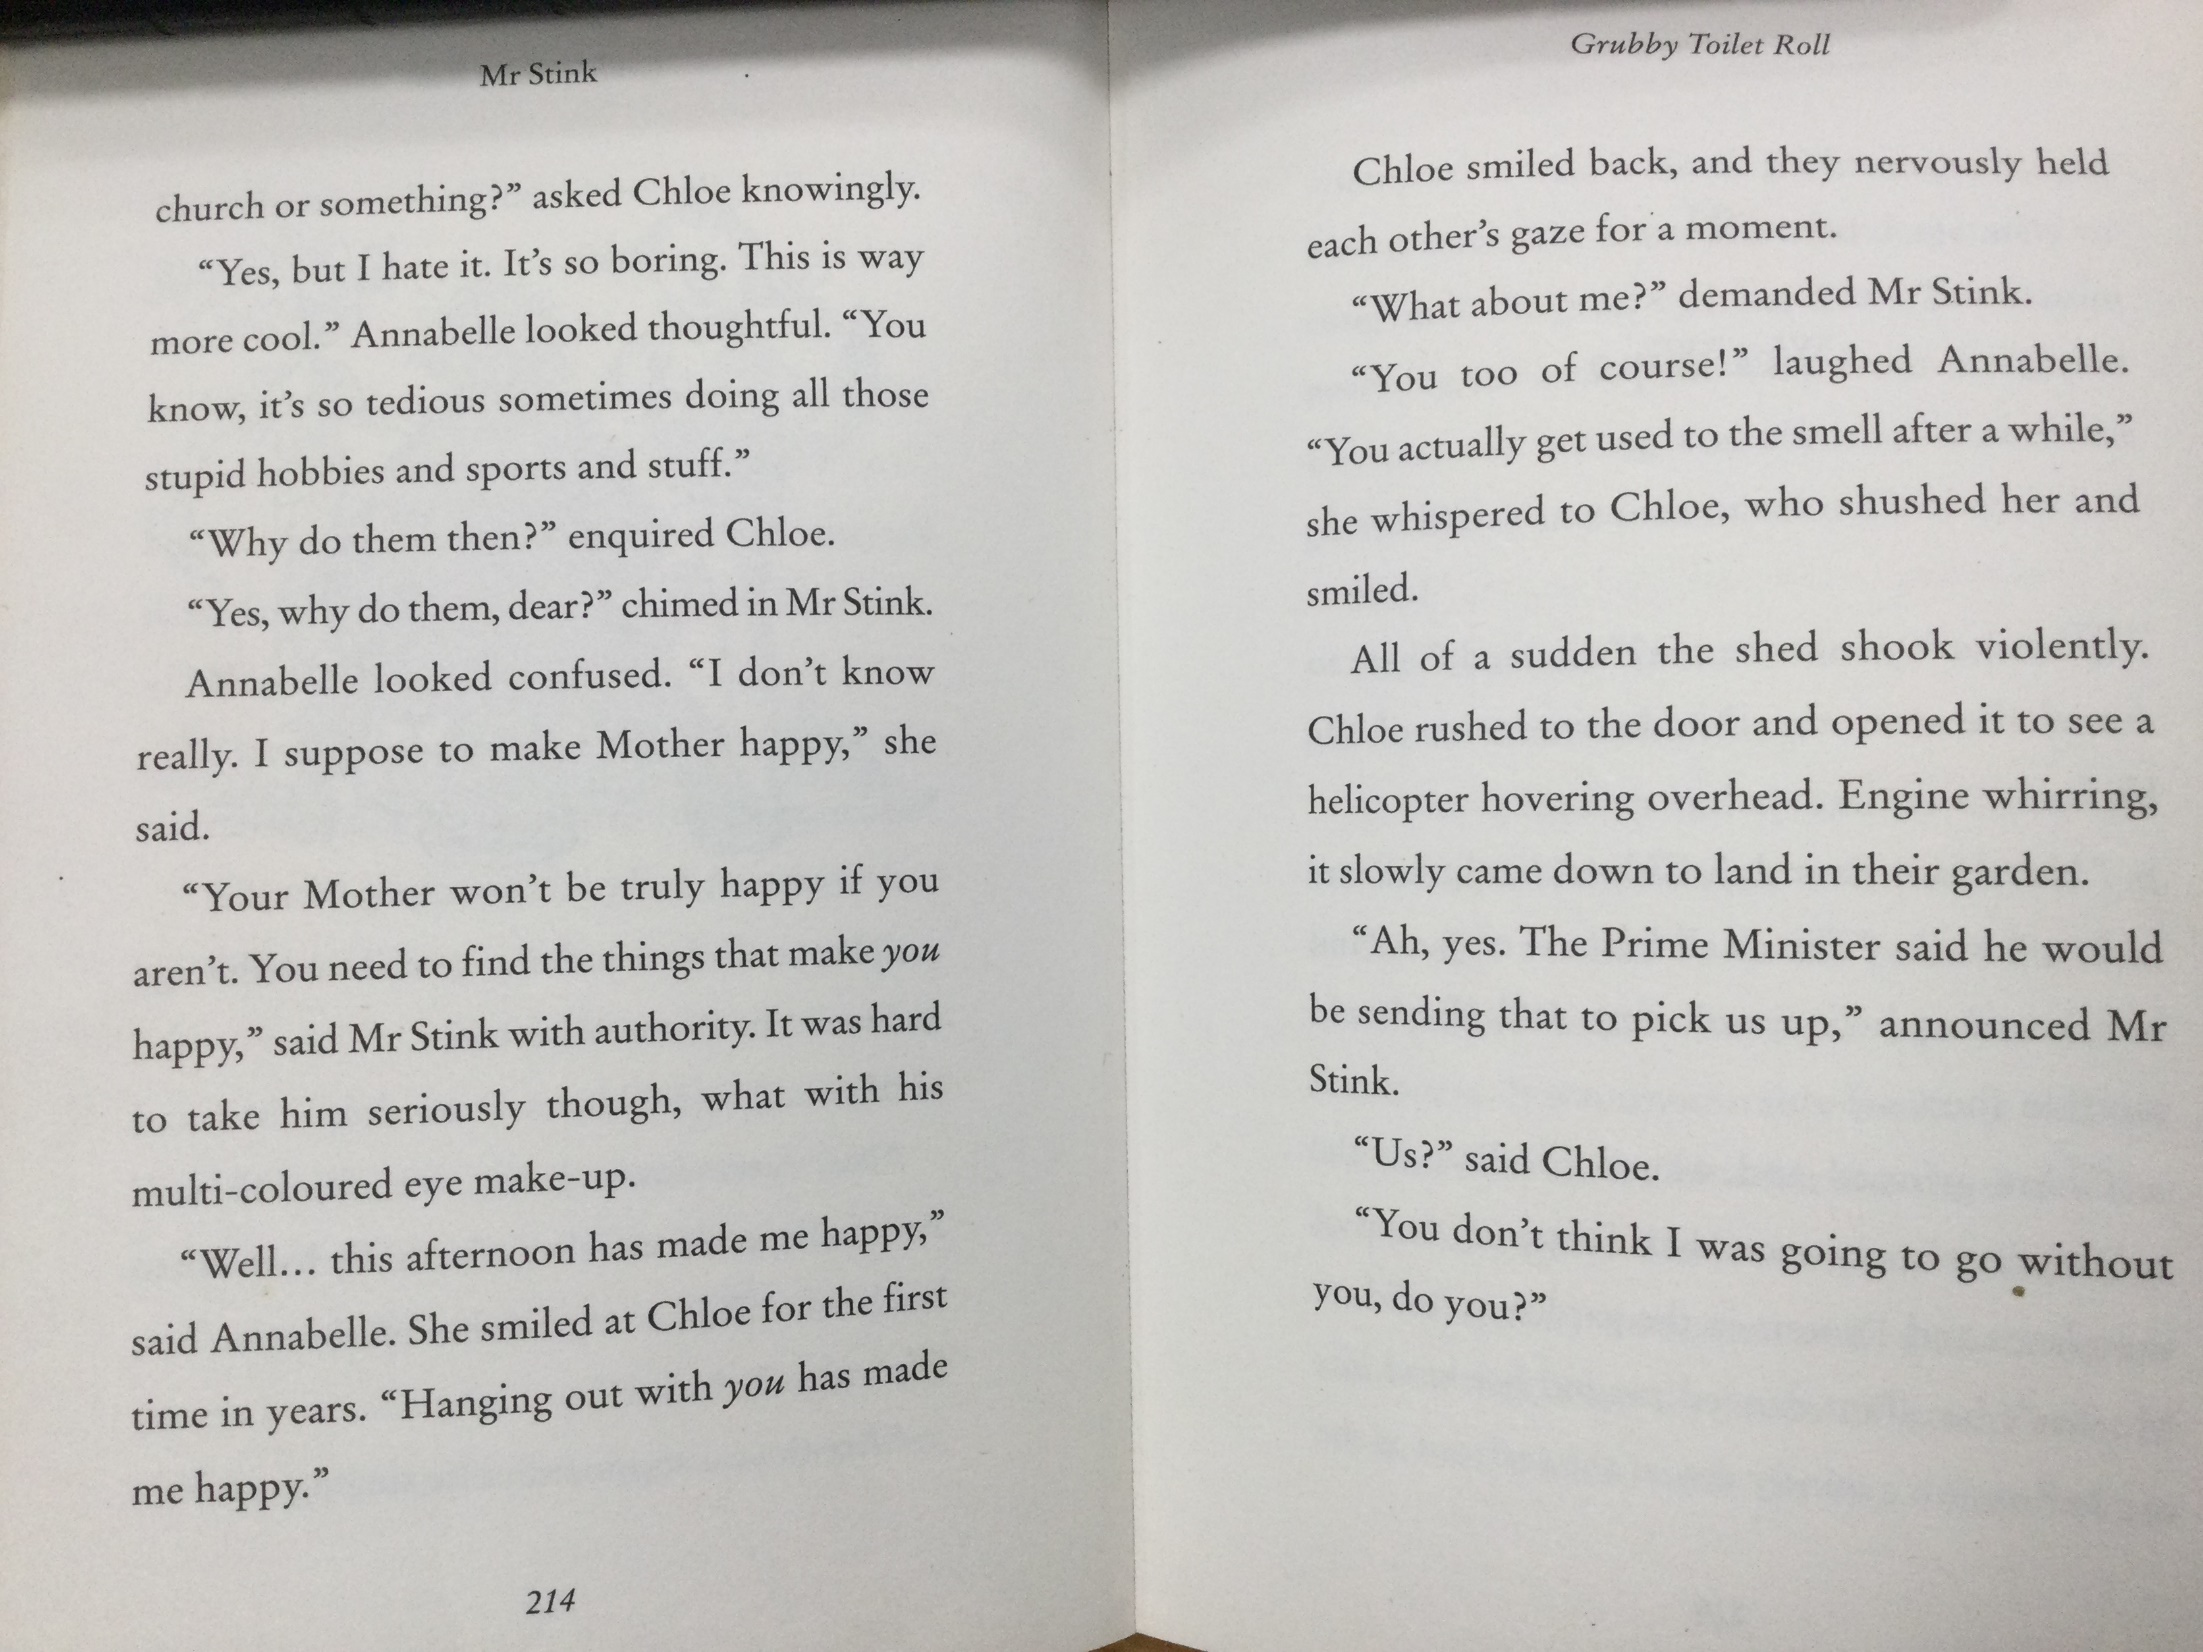 Mr Stink
church or something?” asked Chloe knowingly.
“Yes, but I hate it. It’s so boring. This is way
more cool.” Annabelle looked thoughtful. “You
know, it’s so tedious sometimes doing all those
stupid hobbies and sports and stuff.”
“Why do them then?” enquired Chloe.
“Yes, why do them, dear?” chimed in Mr Stink.
Annabelle looked confused. “I don’t know
really. I suppose to make Mother happy,” she
said.
“Your Mother won’t be truly happy if you
aren’t. You need to find the things that make you
happy,” said Mr Stink with authority. It was hard
to take him seriously though, what with his
multi-coloured eye make-up.
“Well... this afternoon has made me happy,”
said Annabelle. She smiled at Chloe for the first
time in years. “Hanging out with you has made
me happy.”
214
Grubby Toilet Roll
Chloe smiled back, and they nervously held
each other’s gaze for a moment.
“What about me?” demanded Mr Stink.
“You too of course!” laughed Annabelle.
“You actually get used to the smell after a while,”
she whispered to Chloe, who shushed her and
smiled.
All of a sudden the shed shook violently.
Chloe rushed to the door and opened it to see a
helicopter hovering overhead. Engine whirring,
it slowly came down to land in their garden.
“Ah, yes. The Prime Minister said he would
be sending that to pick us up,” announced Mr
Stink.
“Us?” said Chloe.
“You don’t think I was going to go without
you, do you?”